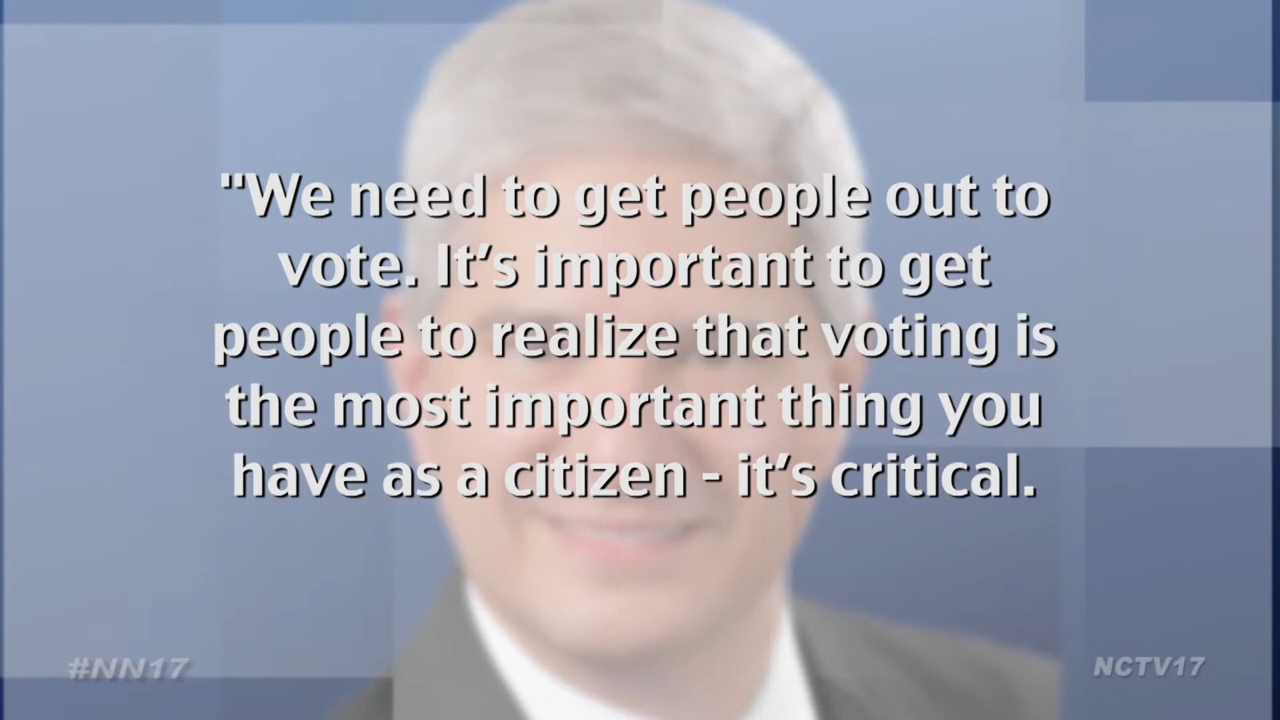 "We need to get people out to
vote. It’s important to get
people to realize that voting is
the most important thing you
have as a citizen - it’s critical.
#NN17
NCTV17